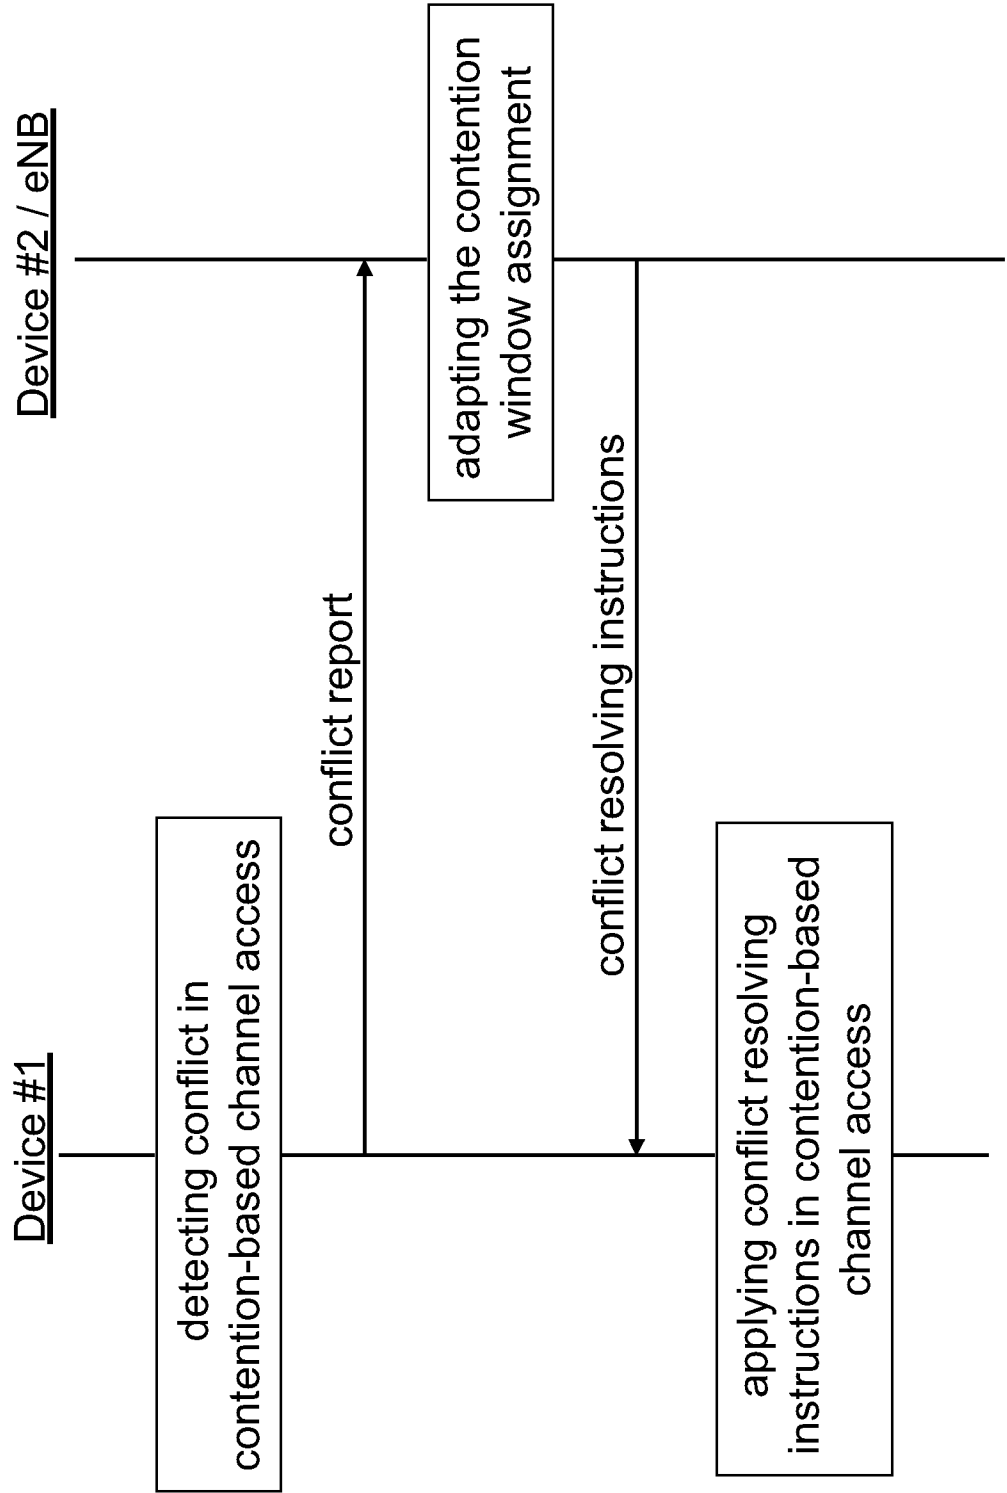 Device #1
Device #2 / eNB
detecting conflict in
contention-based channel access
conflict report
adapting the contention
window assignment
conflict resolving instructions
applying conflict resolving
instructions in contention-based
channel access